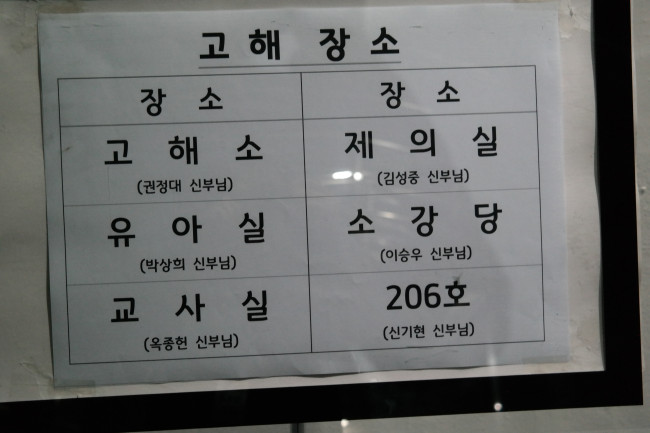 고해 장소
장소 장소
고해소 제의실
(권정대 신부님) (김성중 신부님)
유아실 소강당
(박상희 신부님) (이승우 신부님)
교사실 206호
(옥종헌 신부님) (신기현 신부님)